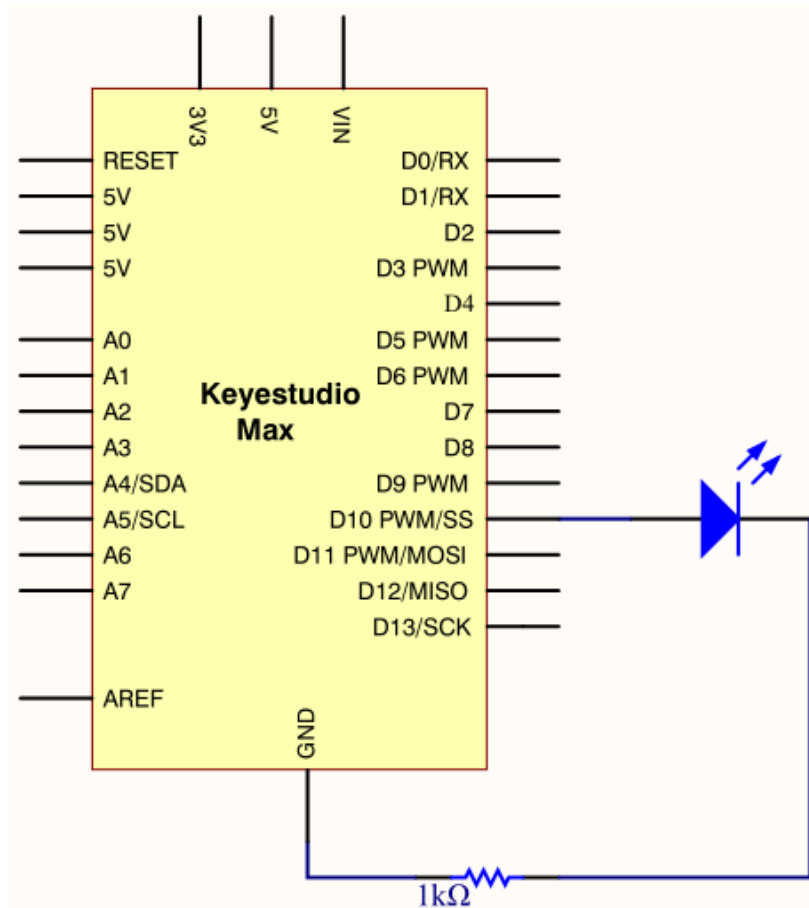 3V3
5V
VIN
RESET
D0/RX
5V
D1/RX
5V
D2
5V
D3 PWM
D4
A0
D5 PWM
A1
D6 PWM
Keyestudio
Max
A2
D7
A3
D8
A4/SDA
D9 PWM
A5/SCL
D10 PWM/SS
A6
D11 PWM/MOSI
A7
D12/MISO
D13/SCK
AREF
GND
1kΩ